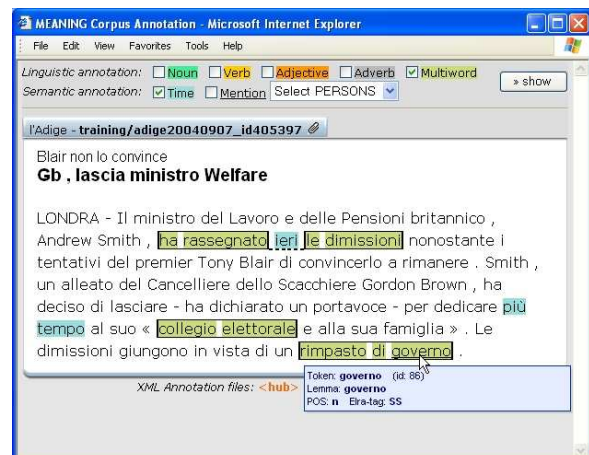 MEANING Corpus Annotation - Microsoft Internet Explorer
File Edit View Favorites Tools Help
Linguistic annotation: Noun Verb Adjective Adverb Multiword
» show
Semantic annotation: Time Mention Select PERSONS
l'Adige - training/adige20040907_id405397
Blair non lo convince
Gb , lascia ministro Welfare
LONDRA - Il ministro del Lavoro e delle Pensioni britannico ,
Andrew Smith , ha rassegnato ieri le dimissioni nonostante i
tentativi del premier Tony Blair di convincerlo a rimanere . Smith ,
un alleato del Cancelliere dello Scacchiere Gordon Brown , ha
deciso di lasciare - ha dichiarato un portavoce - per dedicare più
tempo al suo « collegio elettorale e alla sua famiglia » . Le
dimissioni giungono in vista di un rimpasto di governo .
XML Annotation files: <hub>
Token: governo (id: 86)
Lemma: governo
POS: n Elra-tag: SS